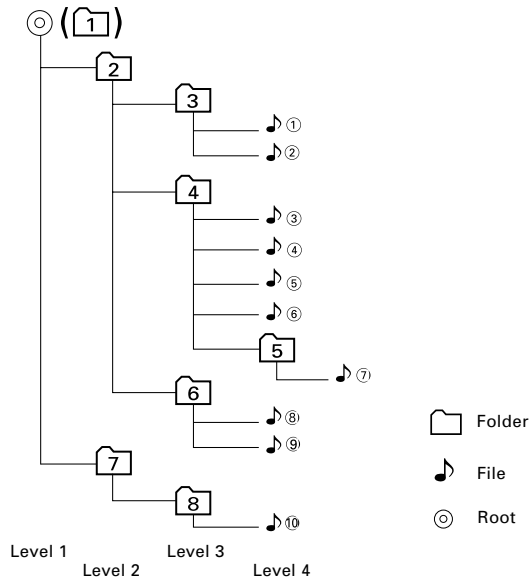 (1)
2
3
①
②
4
③
④
⑤
⑥
5
⑦
6
⑧
⑨
7
8
⑩
Folder
File
Root
Level 1
Level 2
Level 3
Level 4